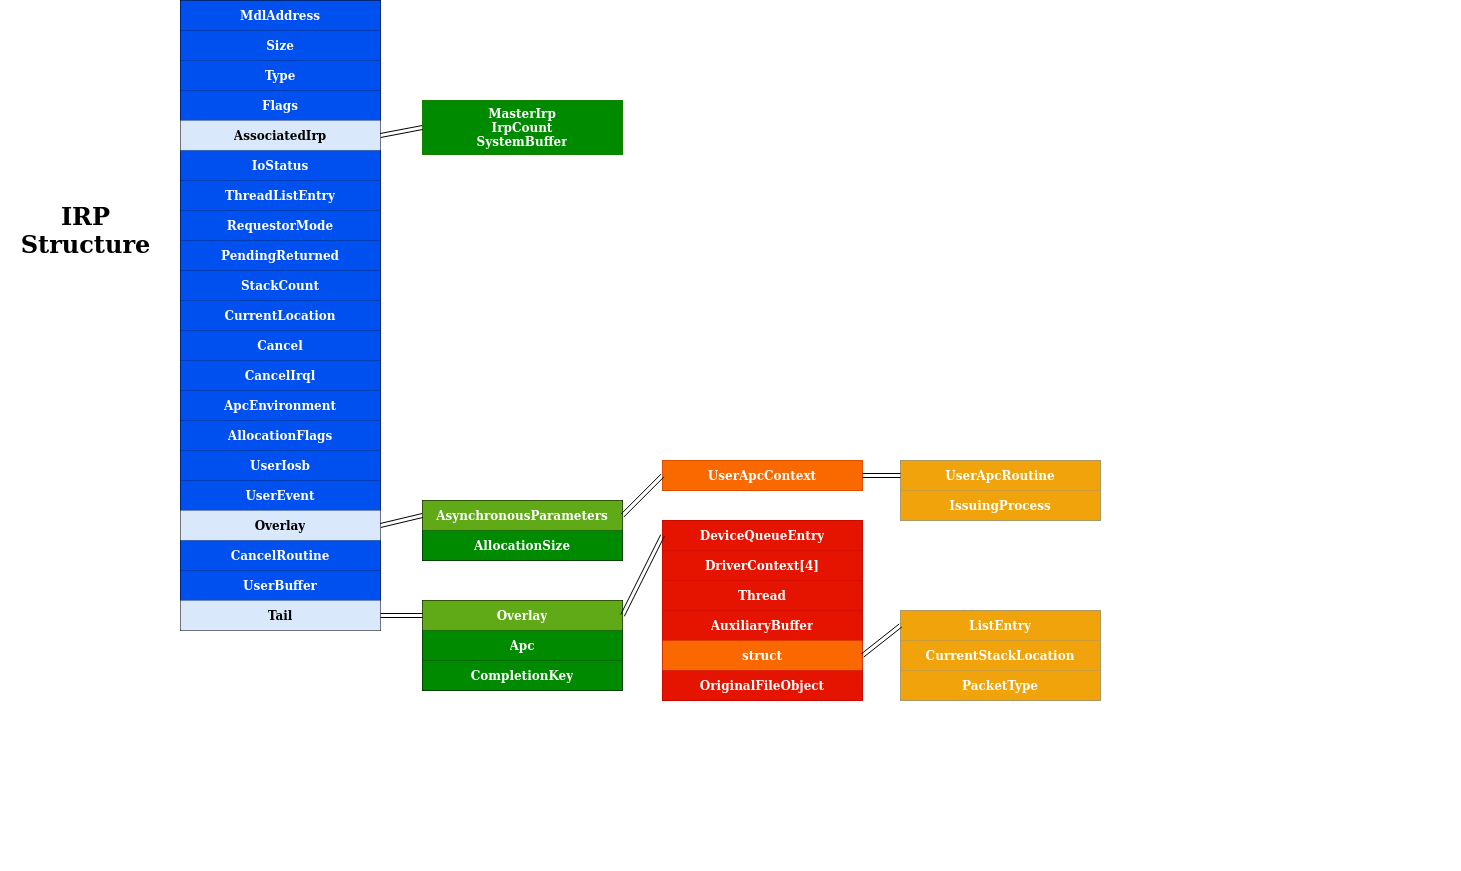 IRP
Structure
MdlAddress
Size
Type
Flags
AssociatedIrp
IoStatus
ThreadListEntry
RequestorMode
PendingReturned
StackCount
CurrentLocation
Cancel
CancelIrql
ApcEnvironment
AllocationFlags
UserIosb
UserEvent
Overlay
CancelRoutine
UserBuffer
Tail
MasterIrp
IrpCount
SystemBuffer
AsynchronousParameters
AllocationSize
Overlay
Apc
CompletionKey
UserApcContext
DeviceQueueEntry
DriverContext[4]
Thread
AuxiliaryBuffer
struct
OriginalFileObject
UserApcRoutine
IssuingProcess
ListEntry
CurrentStackLocation
PacketType